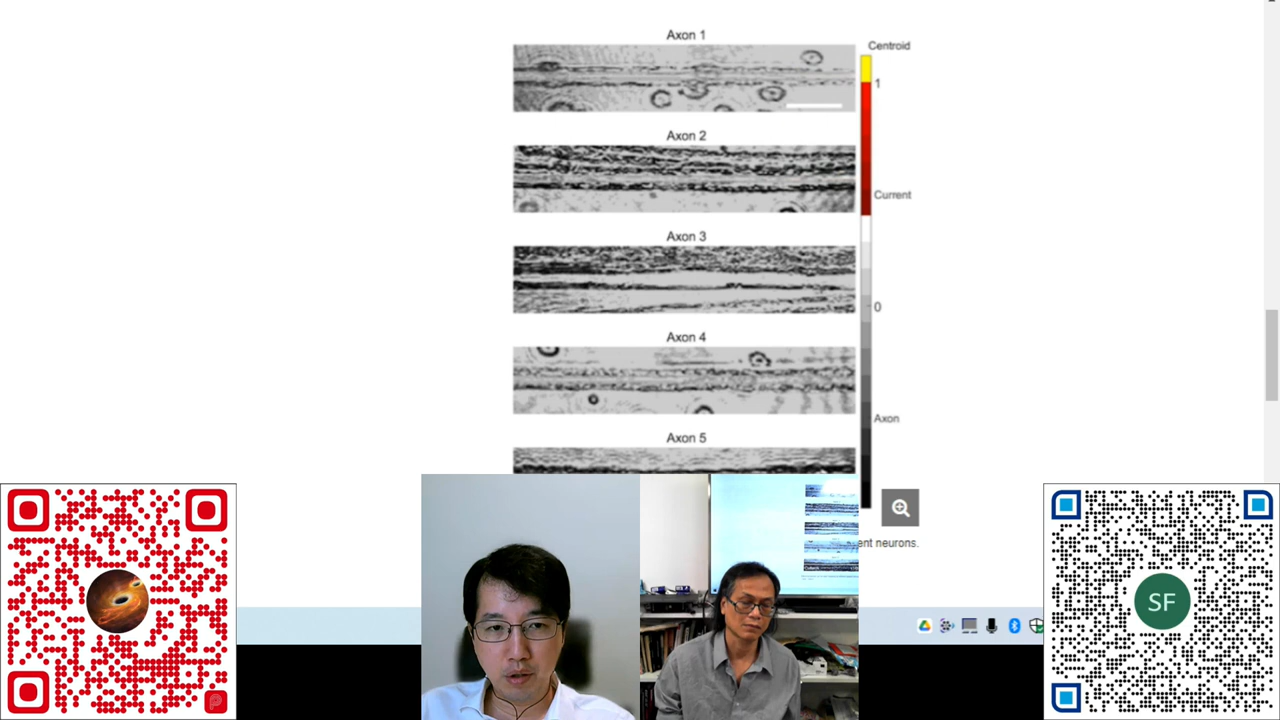 Axon 1
Centroid
1
Axon 2
Current
Axon 3
0
Axon 4
Axon
Axon 5
ent neurons.
SF